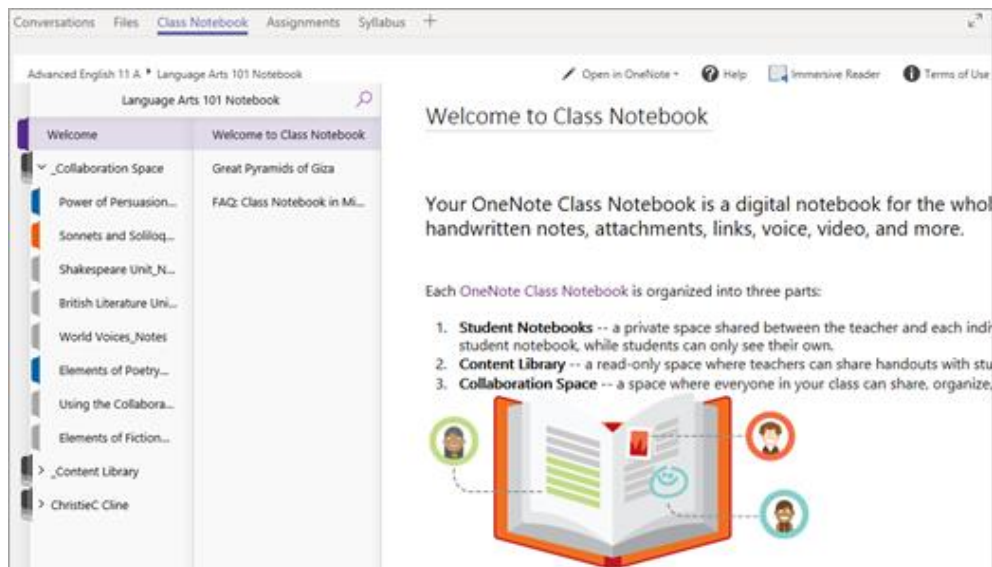 Conversations Files Class Notebook Assignments Syllabus +
Advanced English 11 A Language Arts 101 Notebook
Open in OneNote Help Immersive Reader Terms of Use
Language Arts 101 Notebook
Welcome
_Collaboration Space
Power of Persuasion...
Sonnets and Soliloq...
Shakespeare Unit_N...
British Literature Uni...
World Voices_Notes
Elements of Poetry...
Using the Collabora...
Elements of Fiction...
_Content Library
ChristieC Cline
Welcome to Class Notebook
Great Pyramids of Giza
FAQ: Class Notebook in Mi...
Welcome to Class Notebook
Your OneNote Class Notebook is a digital notebook for the whol
handwritten notes, attachments, links, voice, video, and more.
Each OneNote Class Notebook is organized into three parts:
1. Student Notebooks -- a private space shared between the teacher and each indi
student notebook, while students can only see their own.
2. Content Library -- a read-only space where teachers can share handouts with stu
3. Collaboration Space -- a space where everyone in your class can share, organize,